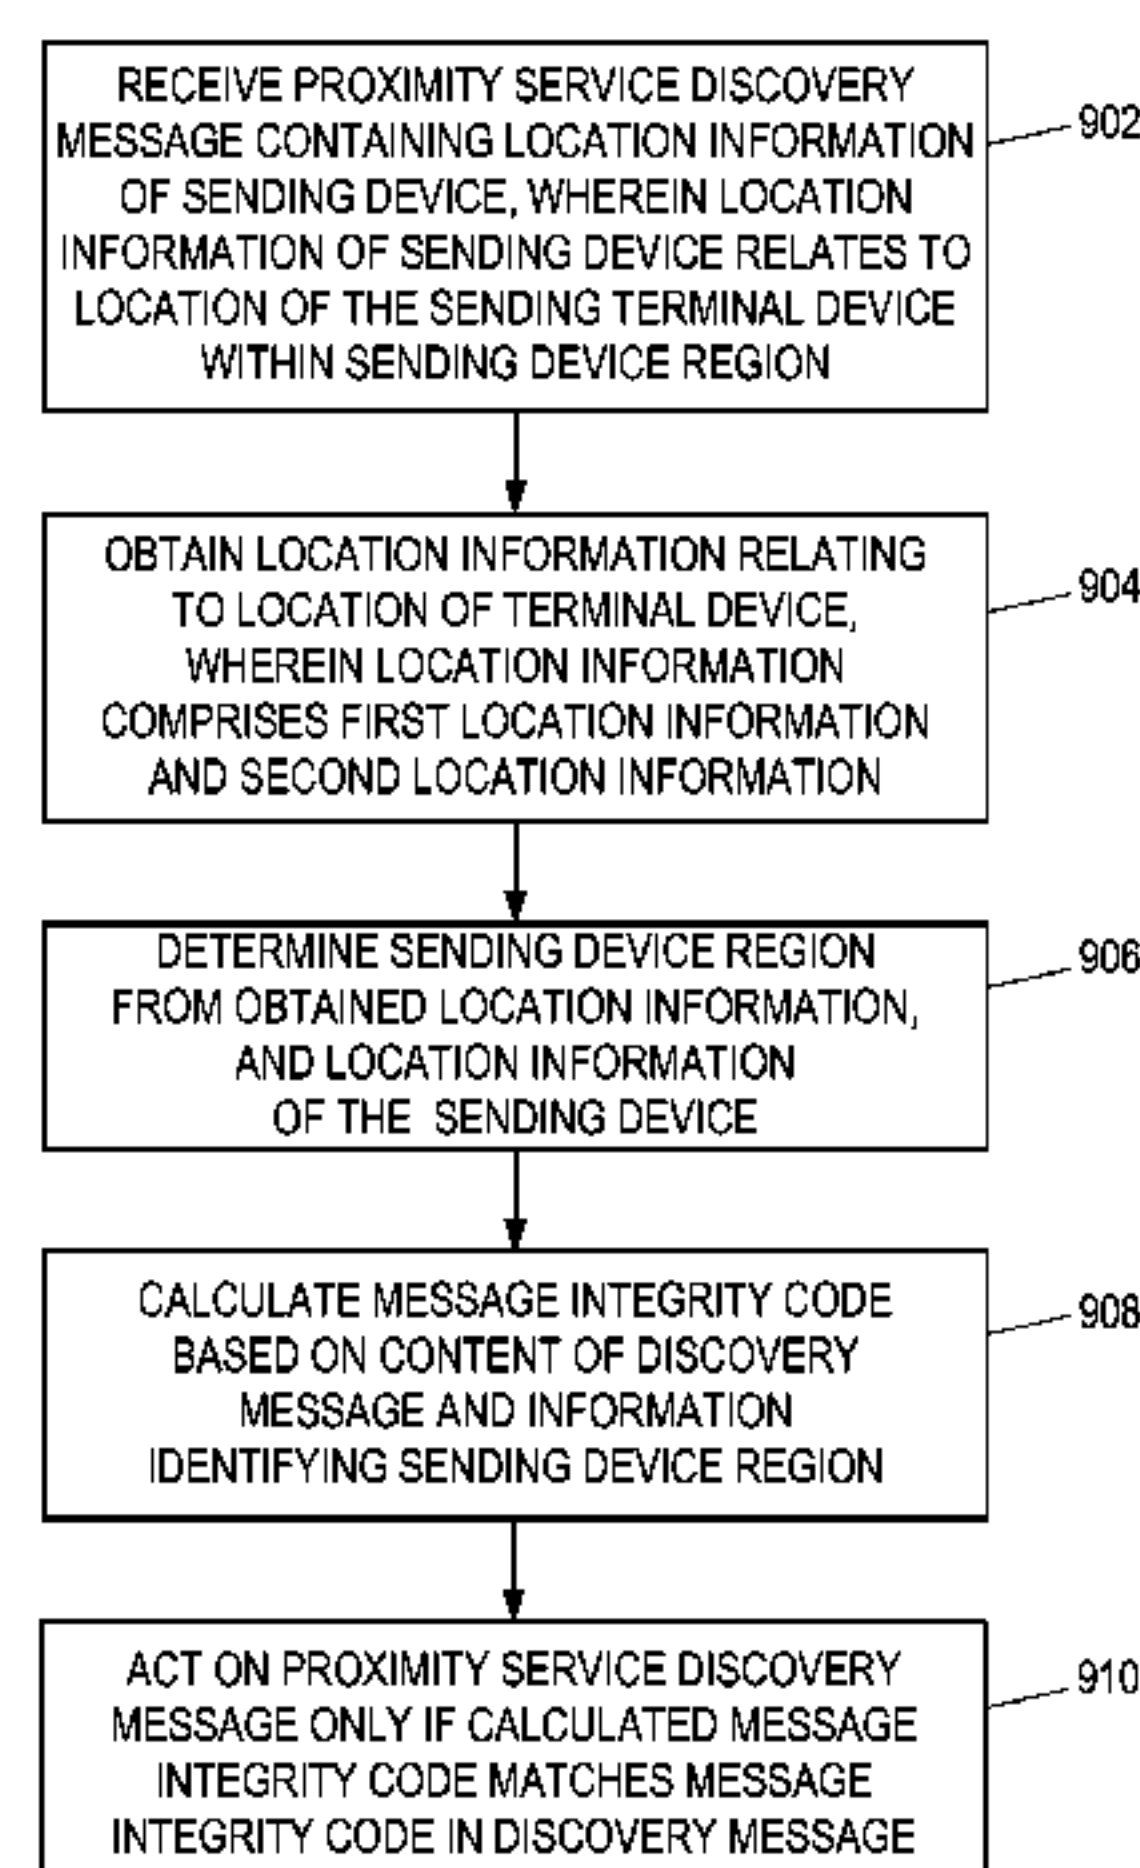 RECEIVE PROXIMITY SERVICE DISCOVERY
MESSAGE CONTAINING LOCATION INFORMATION
OF SENDING DEVICE, WHEREIN LOCATION
INFORMATION OF SENDING DEVICE RELATES TO
LOCATION OF THE SENDING TERMINAL DEVICE
WITHIN SENDING DEVICE REGION
902
OBTAIN LOCATION INFORMATION RELATING
TO LOCATION OF TERMINAL DEVICE,
WHEREIN LOCATION INFORMATION
COMPRISES FIRST LOCATION INFORMATION
AND SECOND LOCATION INFORMATION
904
DETERMINE SENDING DEVICE REGION
FROM OBTAINED LOCATION INFORMATION,
AND LOCATION INFORMATION
OF THE SENDING DEVICE
906
CALCULATE MESSAGE INTEGRITY CODE
BASED ON CONTENT OF DISCOVERY
MESSAGE AND INFORMATION
IDENTIFYING SENDING DEVICE REGION
908
ACT ON PROXIMITY SERVICE DISCOVERY
MESSAGE ONLY IF CALCULATED MESSAGE
INTEGRITY CODE MATCHES MESSAGE
INTEGRITY CODE IN DISCOVERY MESSAGE
910